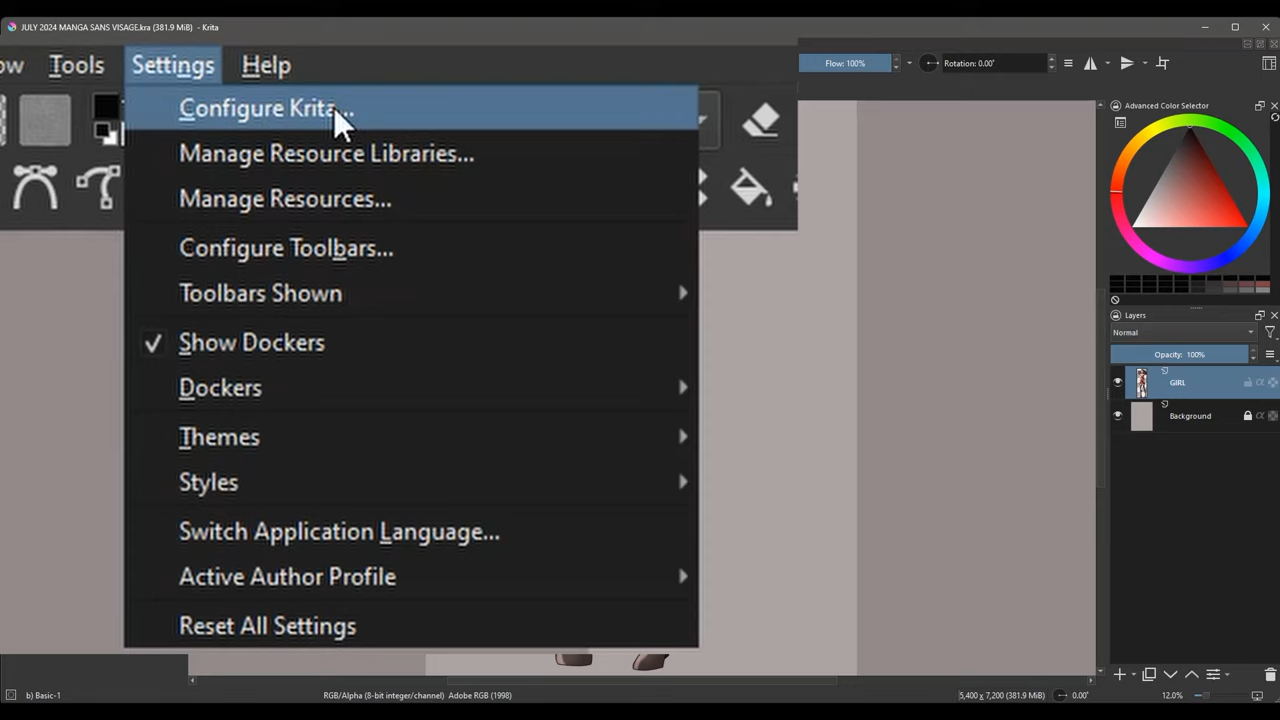 JULY 2024 MANGA SANS VISAGE.kra (381.9 MiB) - Krita
ow Tools Settings Help
Flow: 100%
Rotation: 0.00°
Configure Krita...
Manage Resource Libraries...
Manage Resources...
Configure Toolbars...
Toolbars Shown
Show Dockers
Dockers
Themes
Styles
Switch Application Language...
Active Author Profile
Reset All Settings
Advanced Color Selector
Layers
Normal
Opacity: 100%
GIRL
Background
b) Basic-1
RGB/Alpha (8-bit integer/channel) Adobe RGB (1998)
5,400 x 7,200 (381.9 MiB)
0.00°
12.0%